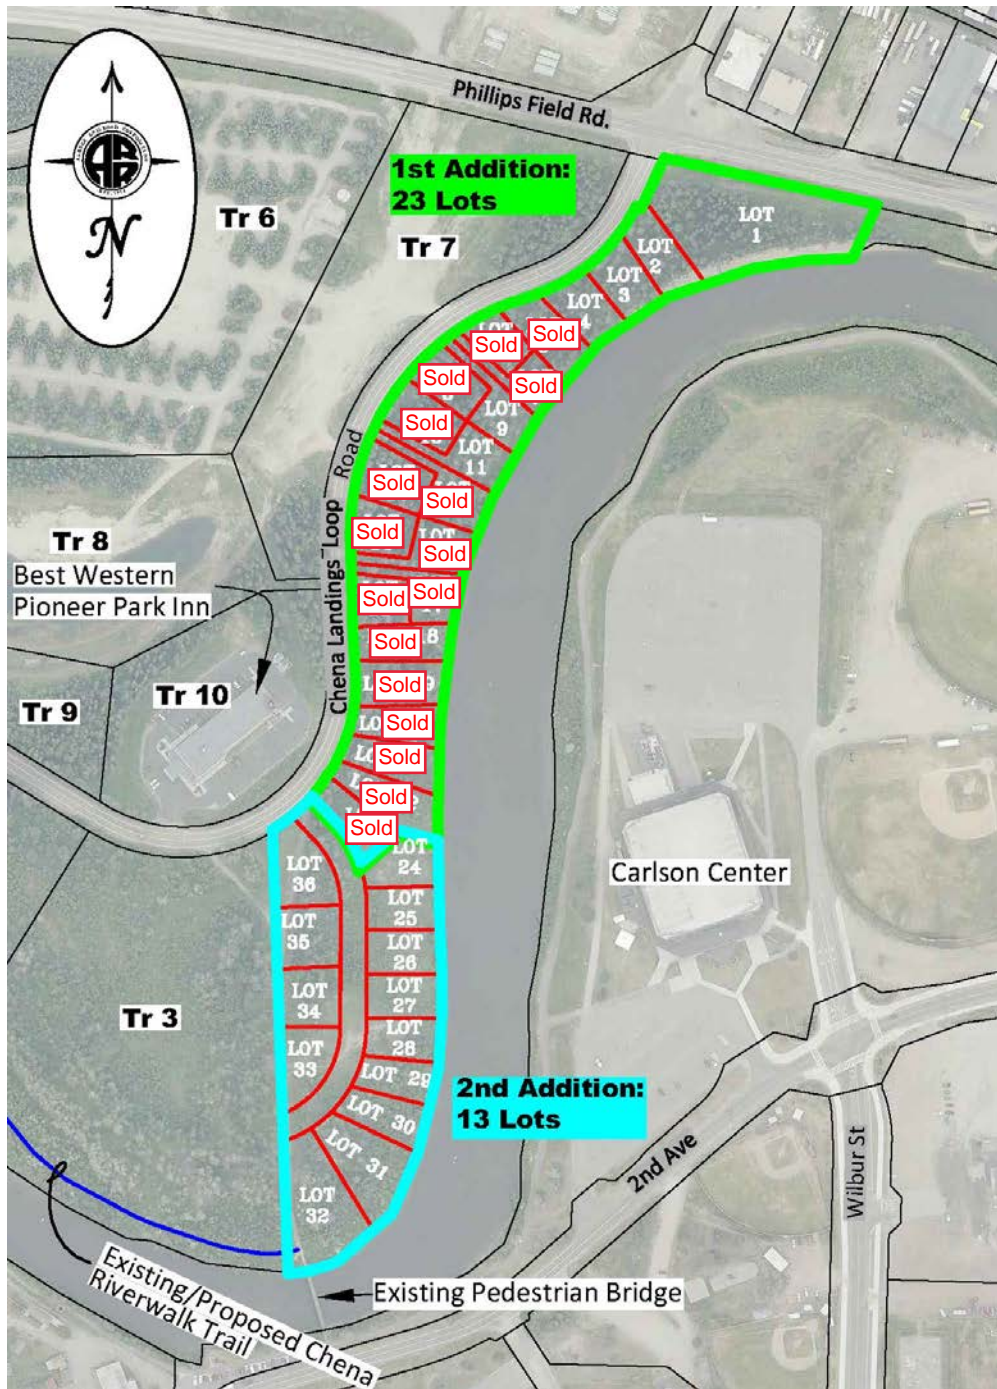 Phillips Field Rd.
1st Addition:
23 Lots
Tr 6
Tr 7
N
LOT
1
LOT
2
LOT
3
LOT
4
Sold
Sold
Sold
Sold
Sold
LOT
9
LOT
11
Sold
Sold
Sold
Sold
Sold
Sold
Sold
Sold
Sold
Sold
Sold
Sold
Chena Landings Loop Road
Tr 8
Best Western
Pioneer Park Inn
Tr 9
Tr 10
Carlson Center
LOT
24
LOT
25
LOT
26
LOT
27
LOT
28
LOT 29
LOT 30
LOT 31
LOT
32
LOT
33
LOT
34
LOT
35
LOT
36
Tr 3
2nd Addition:
13 Lots
2nd Ave
Wilbur St
Existing/Proposed Chena
Riverwalk Trail
Existing Pedestrian Bridge